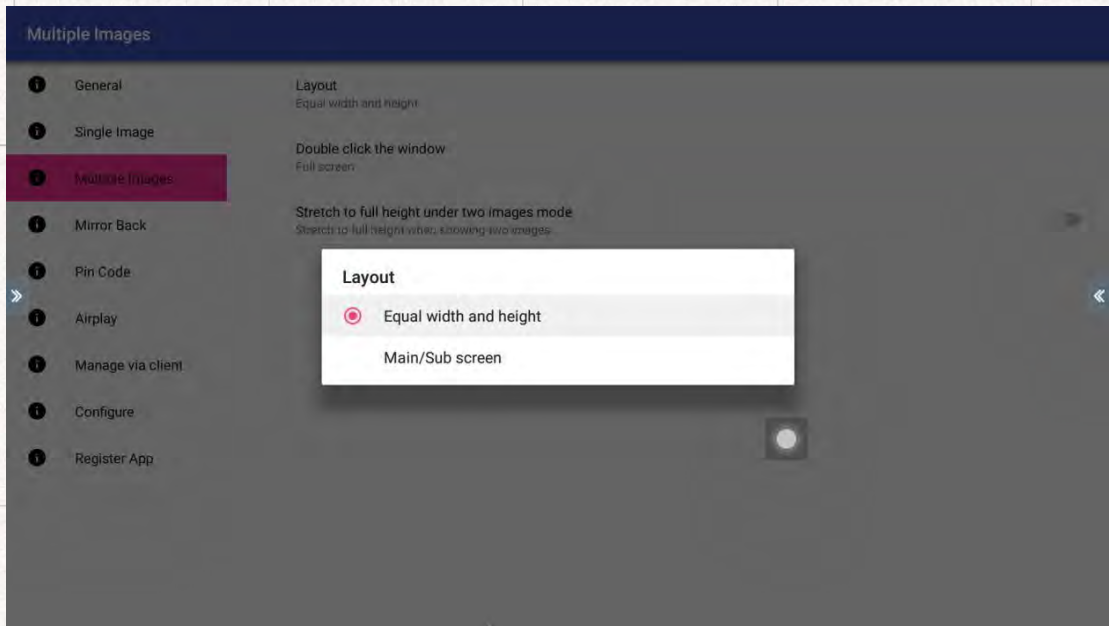 Multiple Images
General
Single Image
Multiple Images
Mirror Back
Pin Code
Airplay
Manage via client
Configure
Register App
Layout
Equal width and height
Double click the window
Full screen
Stretch to full height under two images mode
Stretch to full height when showing two images
Layout
Equal width and height
Main/Sub screen